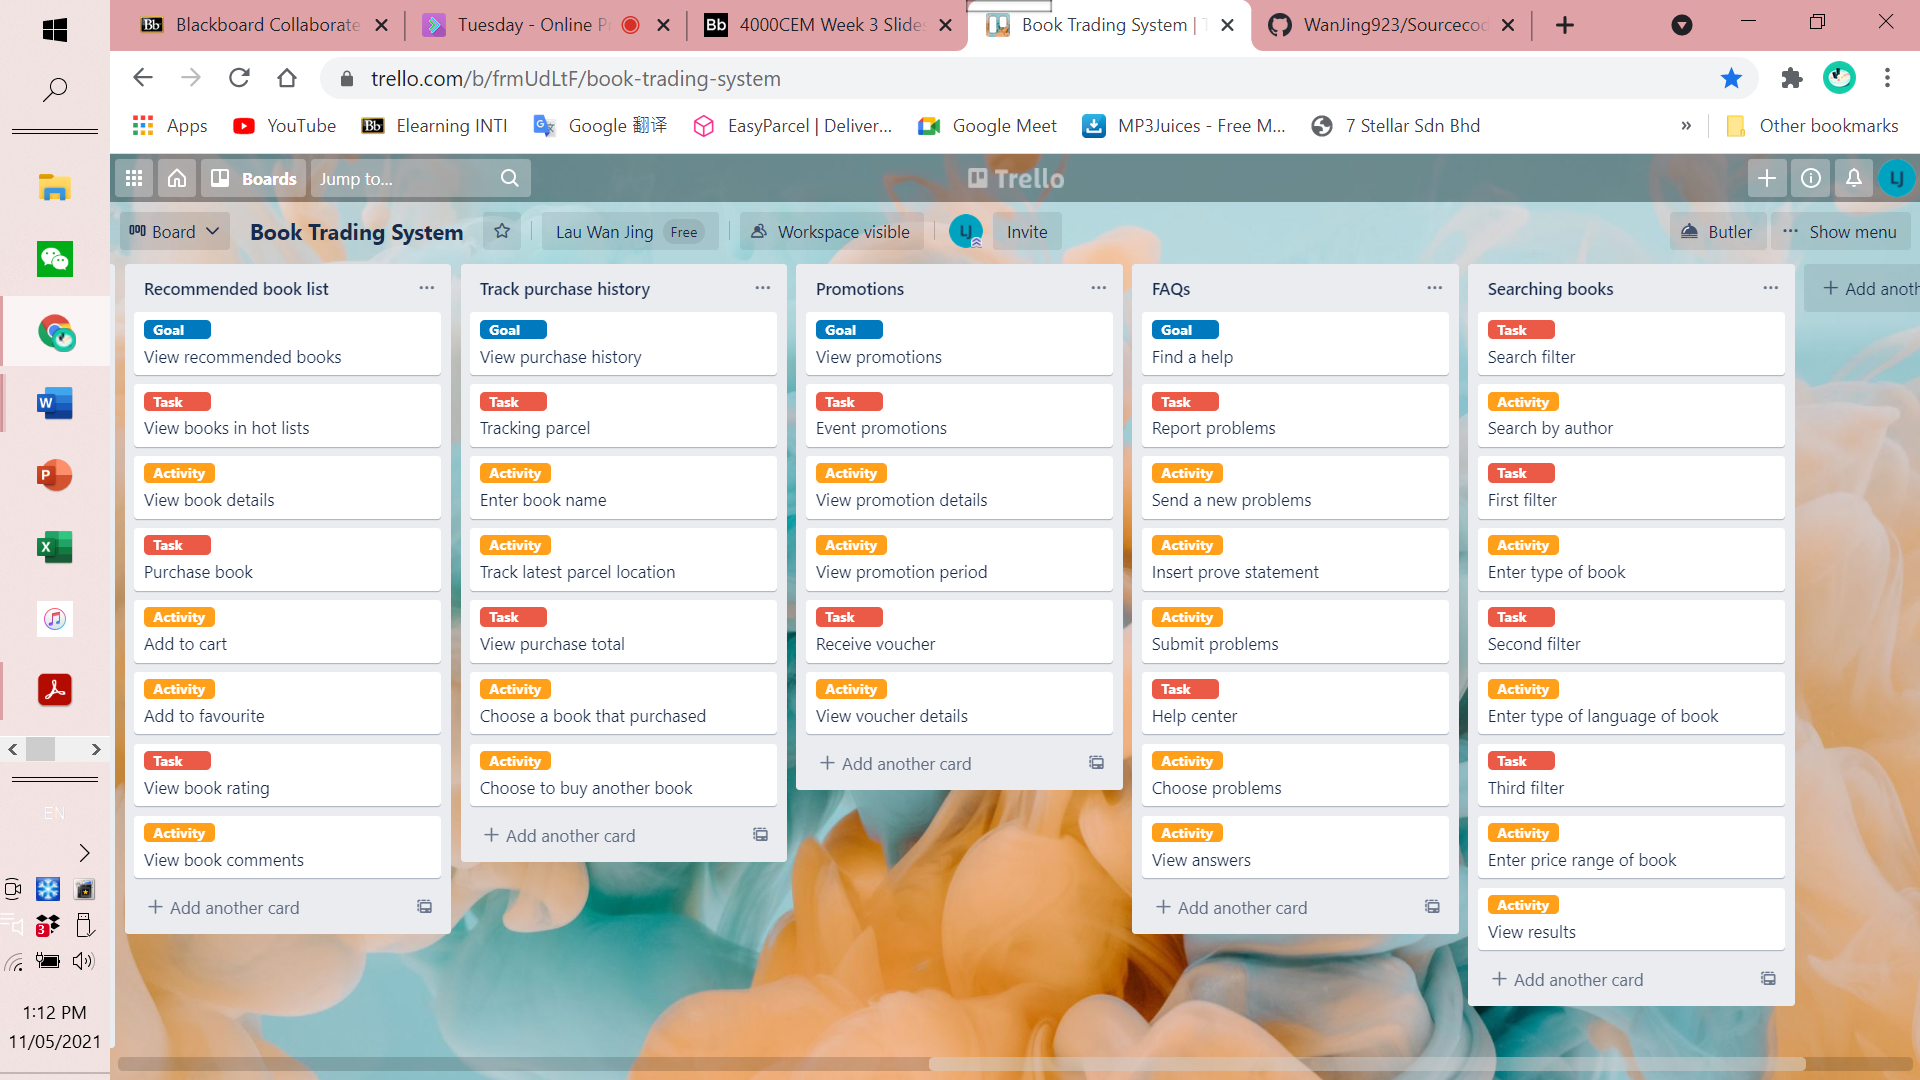 Blackboard Collaborate
Tuesday - Online P
4000CEM Week 3 Slide
Book Trading System |
WanJing923/Sourcecod
trello.com/b/frmUdLtF/book-trading-system
Apps
YouTube
Elearning INTI
Google 翻译
EasyParcel | Deliver...
Google Meet
MP3Juices - Free M...
7 Stellar Sdn Bhd
»
Other bookmarks
Boards
Jump to...
Trello
LJ
Board
Book Trading System
Lau Wan Jing Free
Workspace visible
LJ
Invite
Butler
Show menu
Recommended book list
Goal
View recommended books
Task
View books in hot lists
Activity
View book details
Task
Purchase book
Activity
Add to cart
Activity
Add to favourite
Task
View book rating
Activity
View book comments
+ Add another card
Track purchase history
Goal
View purchase history
Task
Tracking parcel
Activity
Enter book name
Activity
Track latest parcel location
Task
View purchase total
Activity
Choose a book that purchased
Activity
Choose to buy another book
+ Add another card
Promotions
Goal
View promotions
Task
Event promotions
Activity
View promotion details
Activity
View promotion period
Task
Receive voucher
Activity
View voucher details
+ Add another card
FAQs
Goal
Find a help
Task
Report problems
Activity
Send a new problems
Activity
Insert prove statement
Activity
Submit problems
Task
Help center
Activity
Choose problems
Activity
View answers
+ Add another card
Searching books
Task
Search filter
Activity
Search by author
Task
First filter
Activity
Enter type of book
Task
Second filter
Activity
Enter type of language of book
Task
Third filter
Activity
Enter price range of book
Activity
View results
+ Add another card
+ Add anoth
EN
3
1:12 PM
11/05/2021